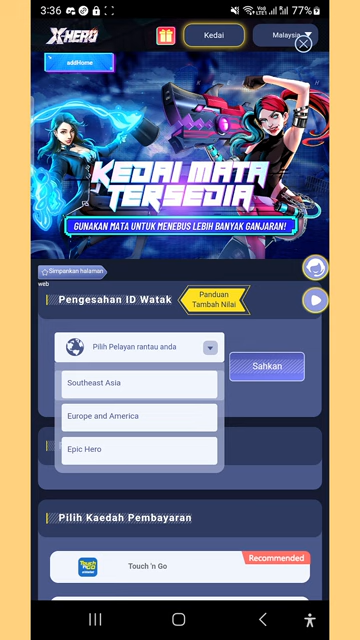 3:36
77%
X-HERO
Kedai
Malaysia
addHome
KEDAI MATA
TERSEDIA
GUNAKAN MATA UNTUK MENEBUS LEBIH BANYAK GANJARAN!
Simpankan halaman
web
Pengesahan ID Watak
Panduan
Tambah Nilai
Pilih Pelayan rantau anda
Sahkan
Southeast Asia
Europe and America
Epic Hero
Pilih Kaedah Pembayaran
Recommended
Touch 'n Go